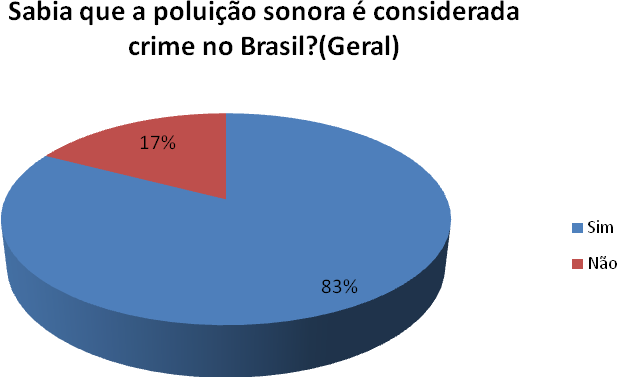 Sabia que a poluição sonora é considerada
crime no Brasil?(Geral)
17%
Sim
Não
83%